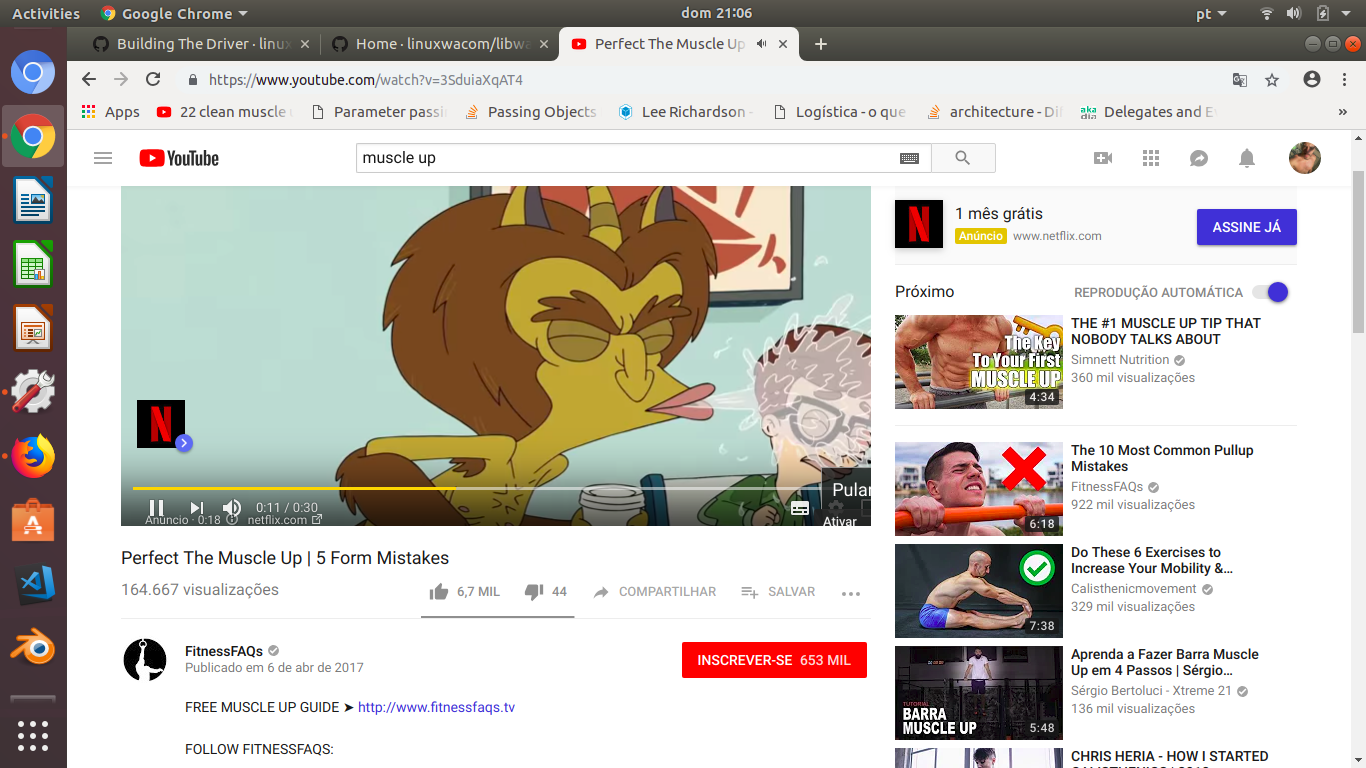 Activities
Google Chrome
dom 21:06
pt
Building The Driver · linux
Home · linuxwacom/libwa
Perfect The Muscle Up
https://www.youtube.com/watch?v=3SduiaXqAT4
Apps
22 clean muscle
Parameter passi
Passing Objects
Lee Richardson -
Logística - o que
architecture - Di
aka
dia
Delegates and E
»
YouTube
muscle up
N
1 mês grátis
Anúncio www.netflix.com
ASSINE JÁ
Próximo
REPRODUÇÃO AUTOMÁTICA
The Key
To Your First
MUSCLE UP
4:34
THE #1 MUSCLE UP TIP THAT
NOBODY TALKS ABOUT
Simnett Nutrition
360 mil visualizações
6:18
The 10 Most Common Pullup
Mistakes
FitnessFAQs
922 mil visualizações
7:38
Do These 6 Exercises to
Increase Your Mobility &...
Calisthenicmovement
329 mil visualizações
TUTORIAL
BARRA
MUSCLE UP
5:48
Aprenda a Fazer Barra Muscle
Up em 4 Passos | Sérgio...
Sérgio Bertoluci - Xtreme 21
136 mil visualizações
CHRIS HERIA - HOW I STARTED
N
Pular
0:11 / 0:30
Anúncio · 0:18
netflix.com
Ativar
Perfect The Muscle Up | 5 Form Mistakes
164.667 visualizações
6,7 MIL
44
COMPARTILHAR
SALVAR
FitnessFAQs
Publicado em 6 de abr de 2017
INSCREVER-SE 653 MIL
FREE MUSCLE UP GUIDE ➤ http://www.fitnessfaqs.tv
FOLLOW FITNESSFAQS: